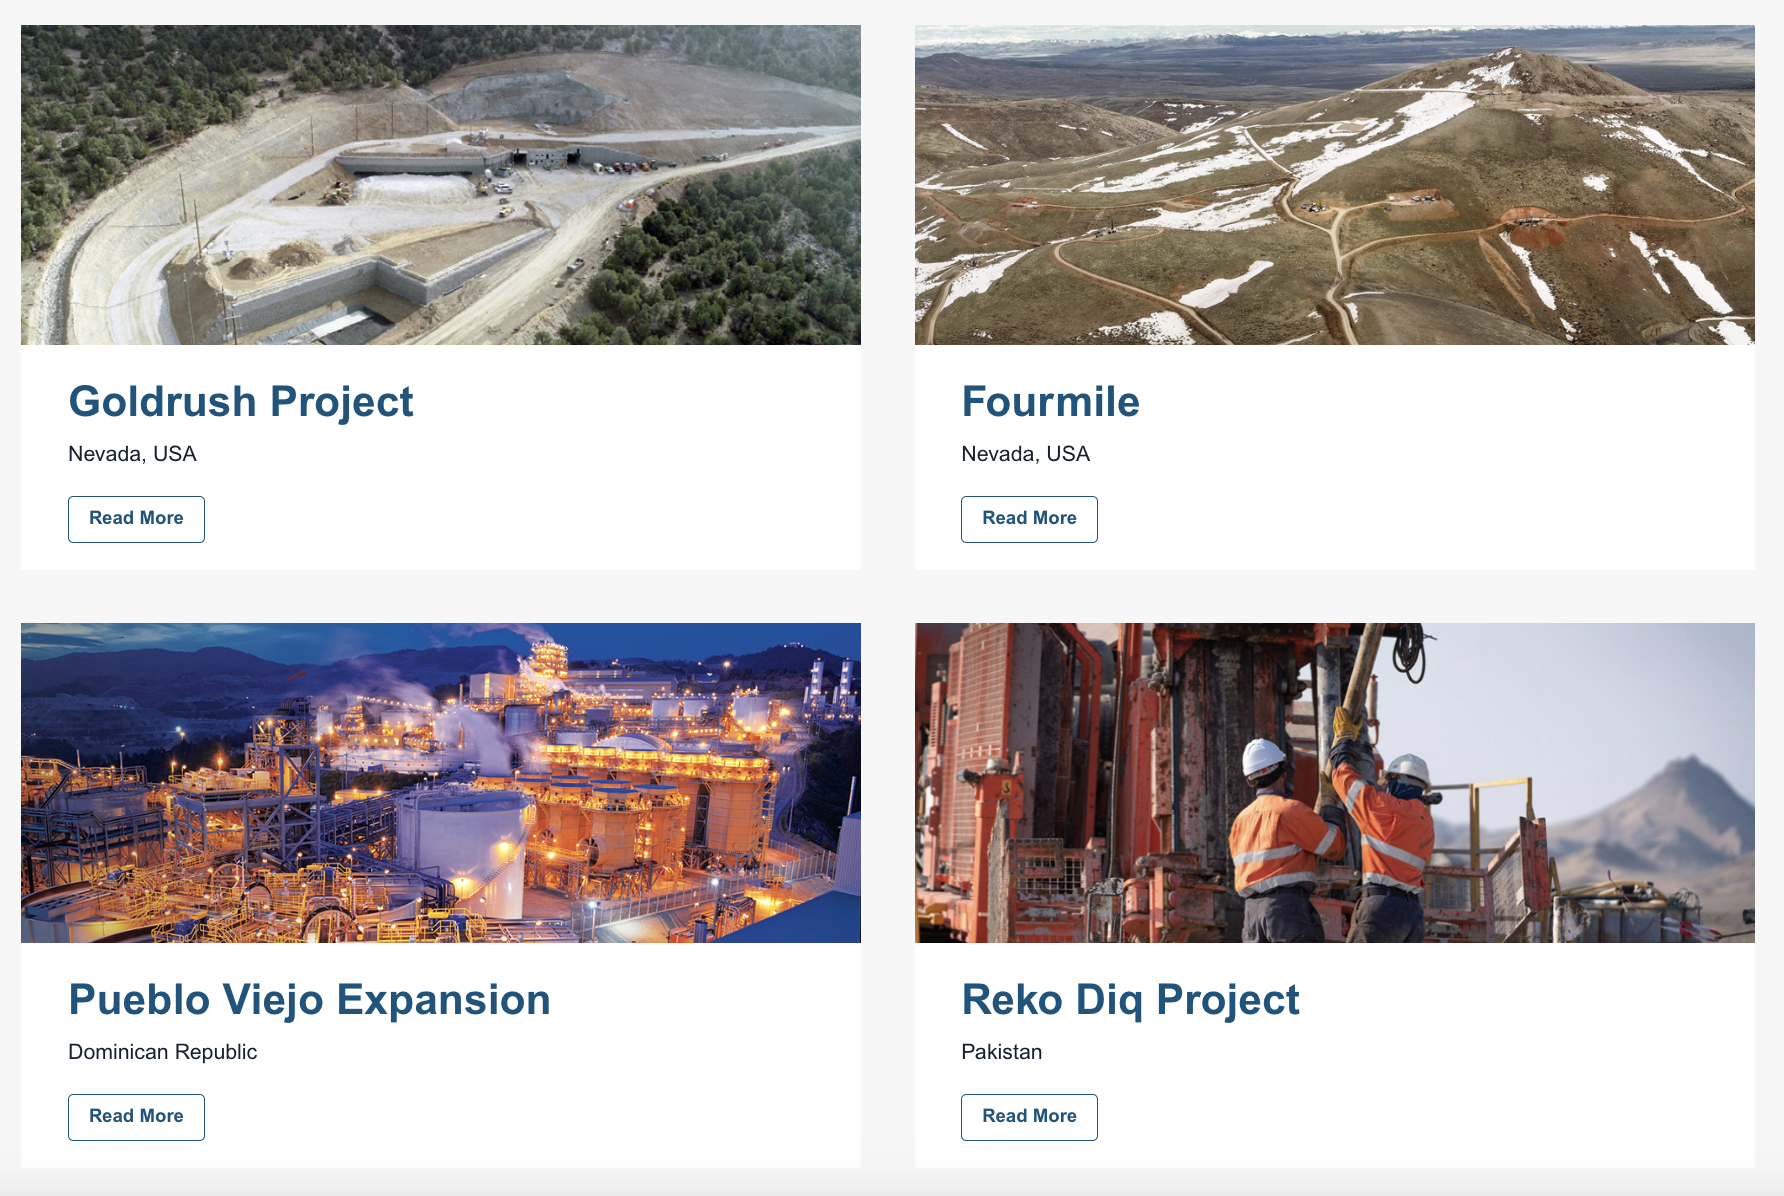 Goldrush Project
Nevada, USA
Read More
Fourmile
Nevada, USA
Read More
Pueblo Viejo Expansion
Dominican Republic
Read More
Reko Diq Project
Pakistan
Read More